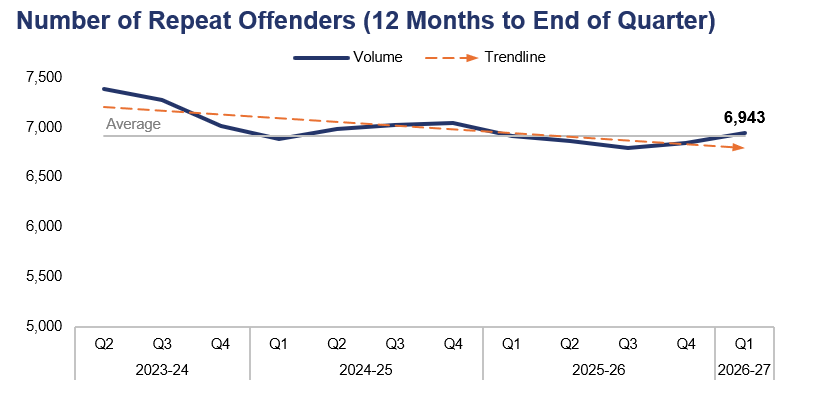 Number of Repeat Offenders (12 Months to End of Quarter)
Volume Trendline
7,500
7,000
6,500
6,000
5,500
5,000
Average
6,943
Q2 Q3 Q4 Q1 Q2 Q3 Q4 Q1 Q2 Q3 Q4 Q1
2023-24 2024-25 2025-26 2026-27